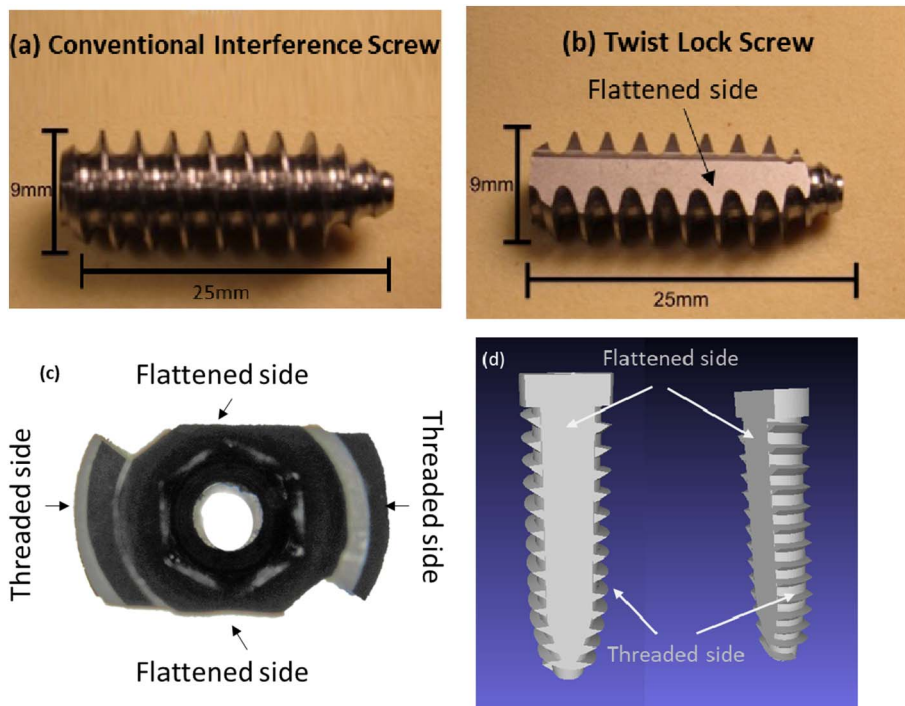 (a) Conventional Interference Screw
9mm
25mm
(b) Twist Lock Screw
Flattened side
9mm
25mm
(c)
Flattened side
Threaded side
Threaded side
Flattened side
(d)
Flattened side
Threaded side